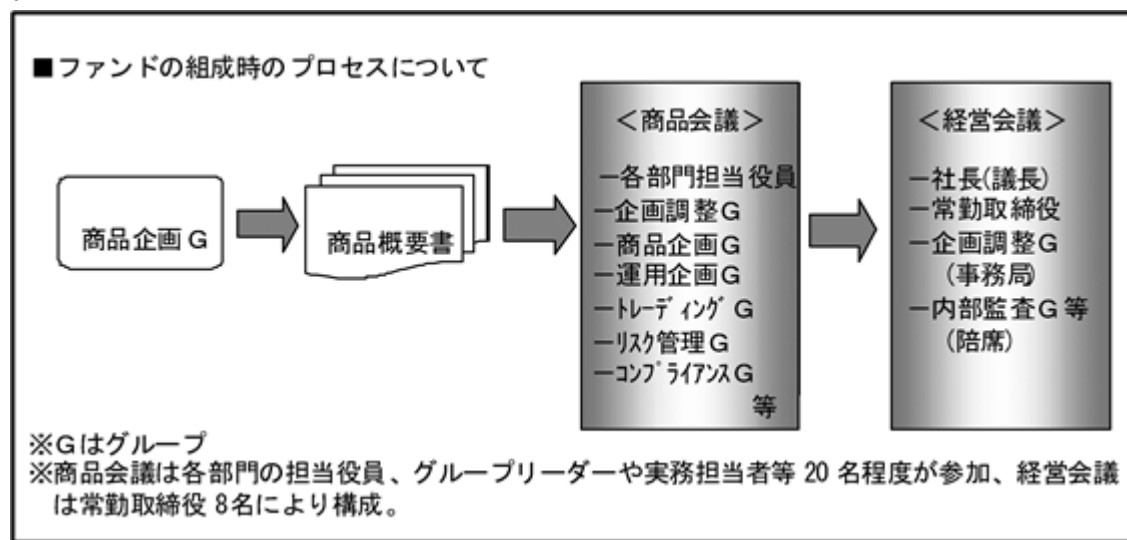 ■ファンドの組成時のプロセスについて
商品企画G
商品概要書
＜商品会議＞
ー各部門担当役員
ー企画調整G
ー商品企画G
ー運用企画G
ーﾄﾚｰﾃﾞｨﾝｸﾞG
ーﾘｽｸ管理G
ーｺﾝﾌﾟﾗｲｱﾝｽG
等
＜経営会議＞
ー社長(議長)
ー常勤取締役
ー企画調整G
(事務局)
ー内部監査G等
(陪席)
※Gはグループ
※商品会議は各部門の担当役員、グループリーダーや実務担当者等 20 名程度が参加、経営会議
は常勤取締役 8名により構成。